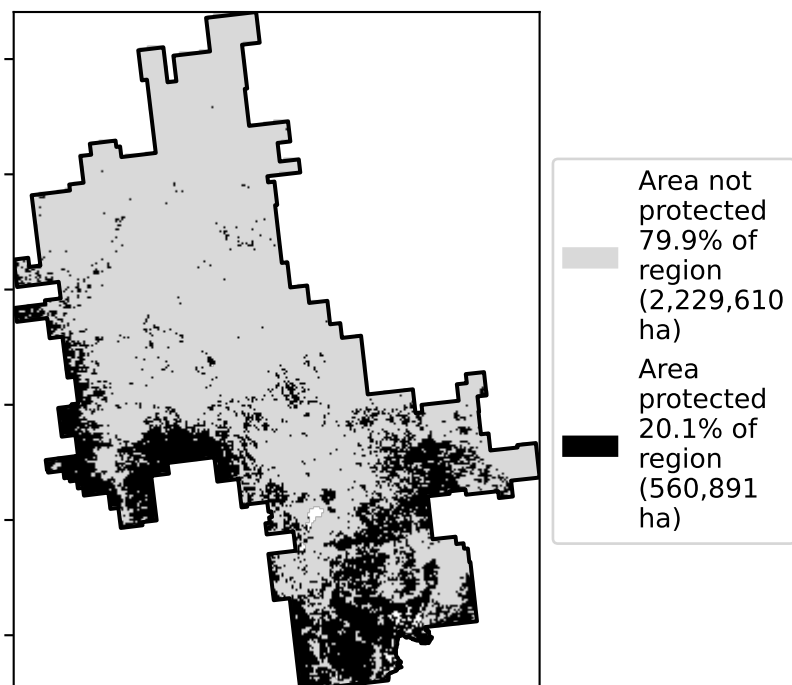 Area not
protected
79.9% of
region
(2,229,610
ha)
Area
protected
20.1% of
region
(560,891
ha)